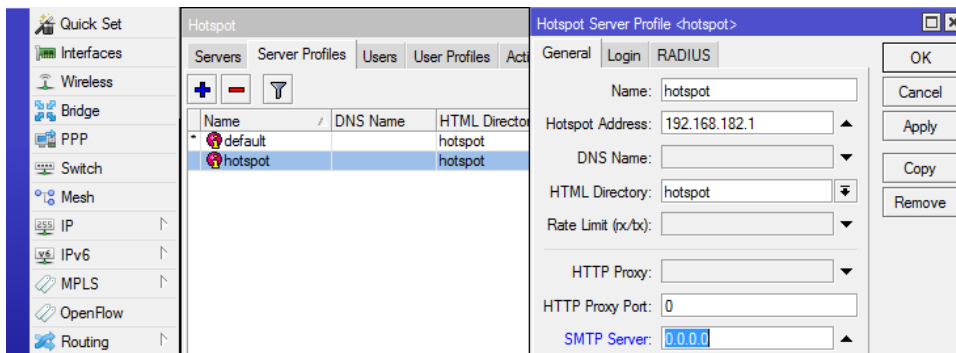 Quick Set
Interfaces
Wireless
Bridge
PPP
Switch
Mesh
IP
IPv6
MPLS
OpenFlow
Routing
Hotspot
Servers Server Profiles Users User Profiles Acti
Name DNS Name HTML Director
* default hotspot
hotspot hotspot
Hotspot Server Profile <hotspot>
General Login RADIUS
Name: hotspot
Hotspot Address: 192.168.182.1
DNS Name:
HTML Directory: hotspot
Rate Limit (rx/tx):
HTTP Proxy:
HTTP Proxy Port: 0
SMTP Server: 0.0.0.0
OK
Cancel
Apply
Copy
Remove